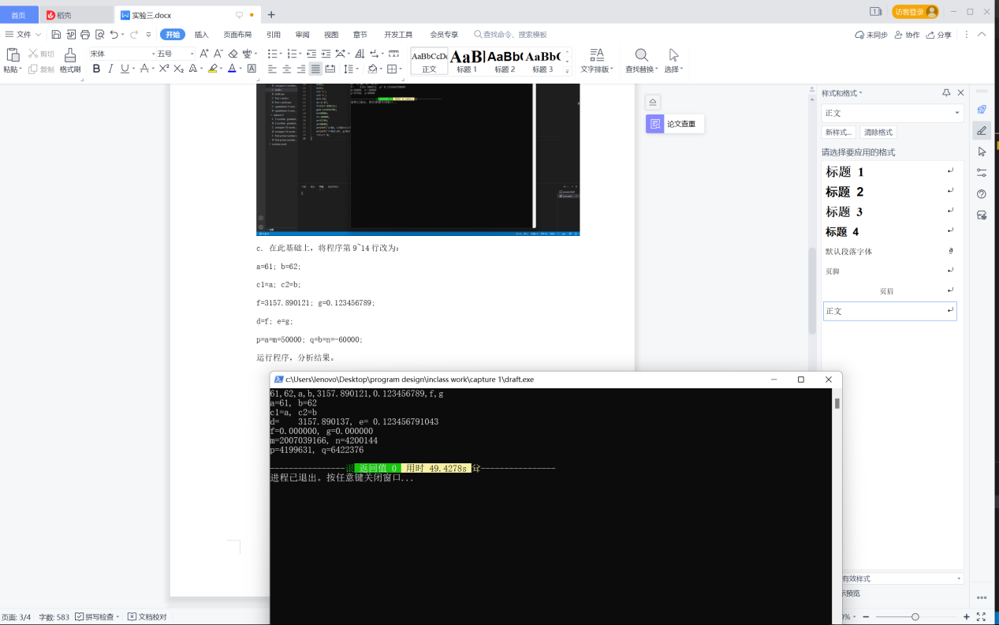 首页 稻壳 实验三.docx
访客登录
文件 开始 插入 页面布局 引用 审阅 视图 章节 开发工具 会员专享 查找命令、搜索模板 未同步 协作 分享
宋体 五号
粘贴 剪切 复制 格式刷
AaBbCcDd AaBb AaBb( AaBb(
正文 标题 1 标题 2 标题 3 文字排版 查找替换 选择
论文查重
样式和格式
正文
新样式... 清除格式
请选择要应用的格式
标题 1
标题 2
标题 3
标题 4
默认段落字体
页脚
页眉
正文
c. 在此基础上, 将程序第 9~14 行改为:
a=61; b=62;
c1=a; c2=b;
f=3157.890121; g=0.123456789;
d=f; e=g;
p=a=m=50000; q=b=n=-60000;
运行程序, 分析结果。
c:\Users\lenovo\Desktop\program design\inclass work\capture 1\draft.exe
61,62,a,b,3157.890121,0.123456789,f,g
a=61, b=62
c1=a, c2=b
d=    3157.890137, e= 0.123456791043
f=0.000000, g=0.000000
m=2007039166, n=4200144
p=4199631, q=6422376
返回值 0 用时 49.4278s
进程已退出。按任意键关闭窗口...
有效样式
示预览
页面: 3/4 字数: 583 拼写检查 文档校对